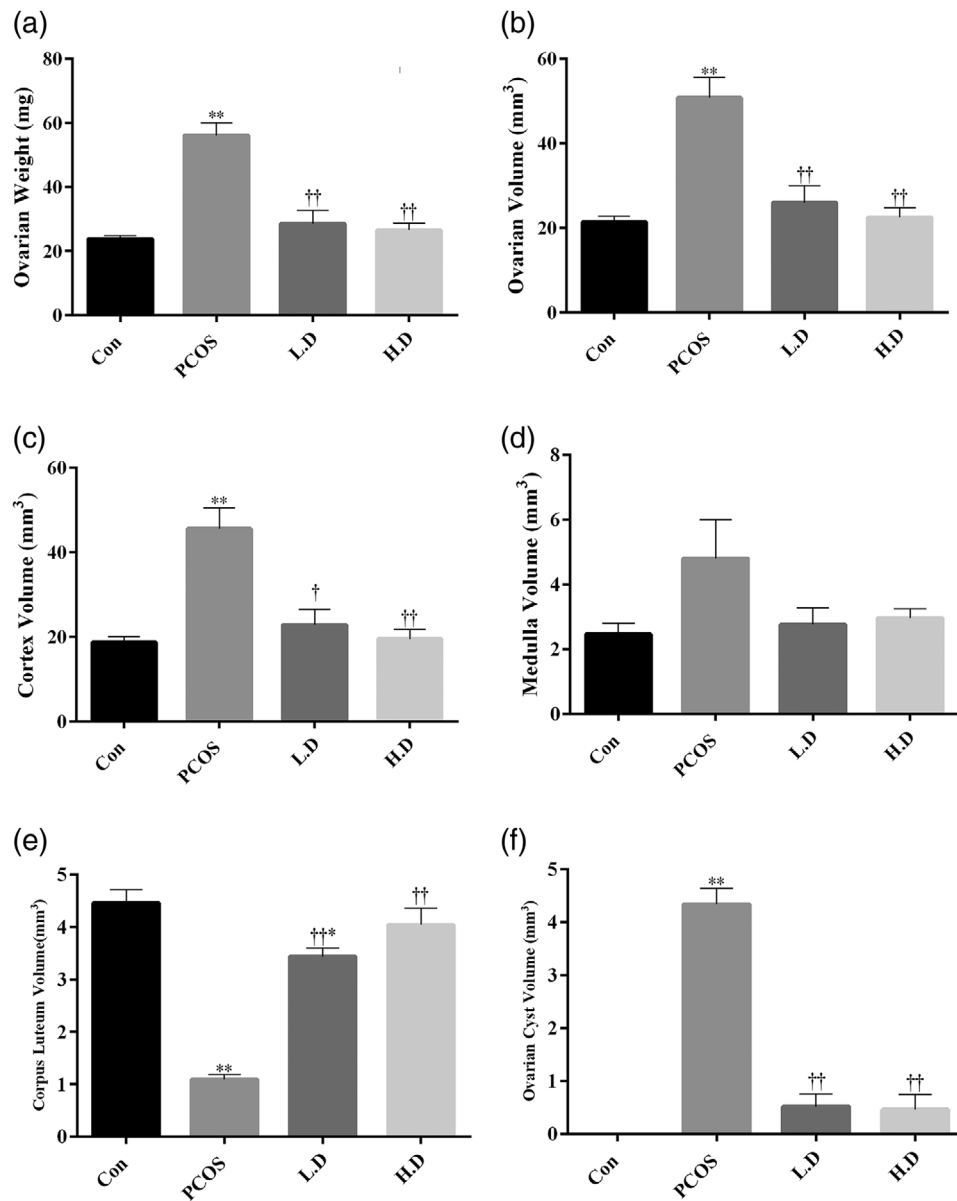 (a)
Ovarian Weight (mg)
80
60
40
20
0
**
††
††
Con
PCOS
L.D
H.D
(b)
Ovarian Volume (mm³)
60
40
20
0
**
††
††
Con
PCOS
L.D
H.D
(c)
Cortex Volume (mm³)
60
40
20
0
**
†
††
Con
PCOS
L.D
H.D
(d)
Medulla Volume (mm³)
8
6
4
2
0
Con
PCOS
L.D
H.D
(e)
Corpus Luteum Volume(mm³)
5
4
3
2
1
0
**
††*
††
Con
PCOS
L.D
H.D
(f)
Ovarian Cyst Volume (mm³)
5
4
3
2
1
0
**
††
††
Con
PCOS
L.D
H.D